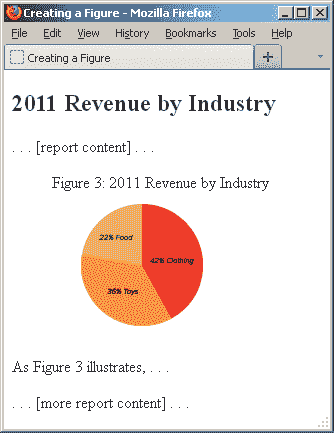 Creating a Figure - Mozilla Firefox
File Edit View History Bookmarks Tools Help
Creating a Figure
2011 Revenue by Industry
. . . [report content] . . .
Figure 3: 2011 Revenue by Industry
22% Food
42% Clothing
36% Toys
As Figure 3 illustrates, . . .
. . . [more report content] . . .